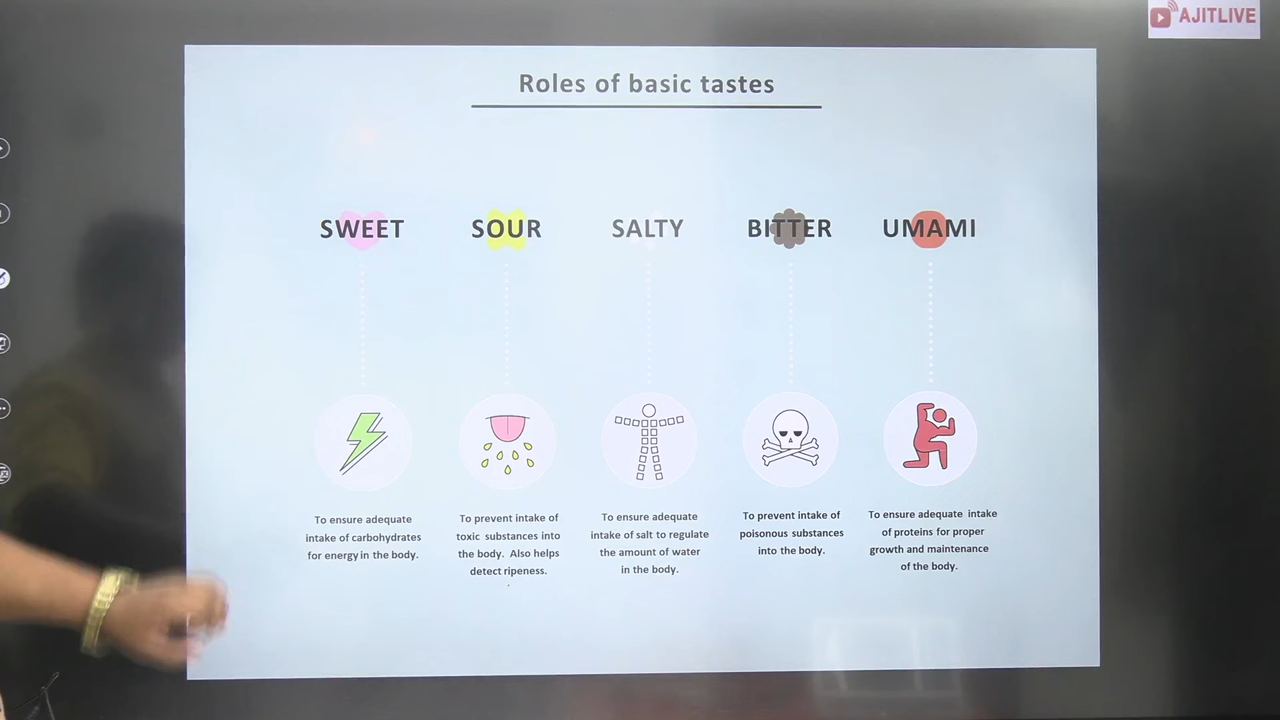 AJITLIVE
Roles of basic tastes
SWEET
SOUR
SALTY
BITTER
UMAMI
To ensure adequate
intake of carbohydrates
for energy in the body.
To prevent intake of
toxic substances into
the body. Also helps
detect ripeness.
To ensure adequate
intake of salt to regulate
the amount of water
in the body.
To prevent intake of
poisonous substances
into the body.
To ensure adequate intake
of proteins for proper
growth and maintenance
of the body.